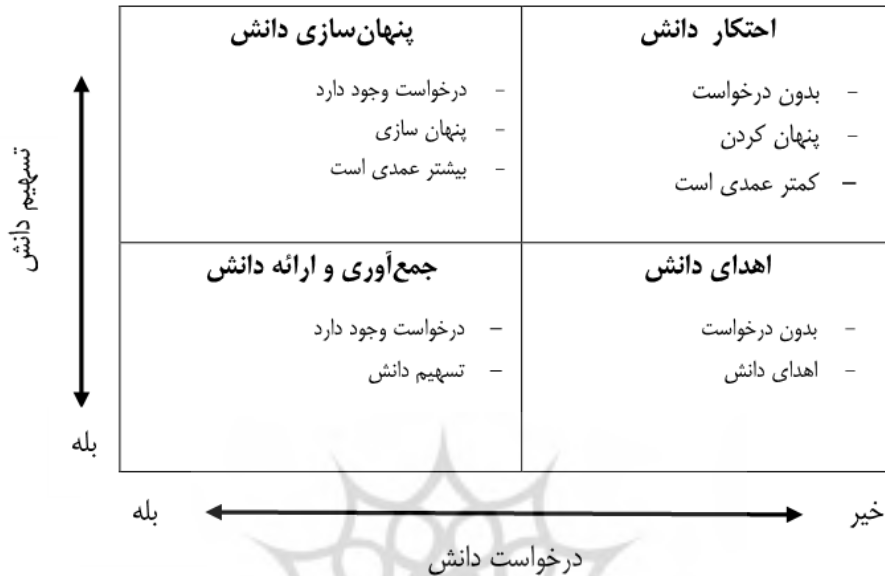 احتکار دانش
- بدون درخواست
- پنهان کردن
- کمتر عمدی است
پنهان‌سازی دانش
- درخواست وجود دارد
- پنهان سازی
- بیشتر عمدی است
اهدای دانش
- بدون درخواست
- اهدای دانش
جمع‌آوری و ارائه دانش
- درخواست وجود دارد
- تسهیم دانش
تسهیم دانش
بله
خیر
بله
درخواست دانش